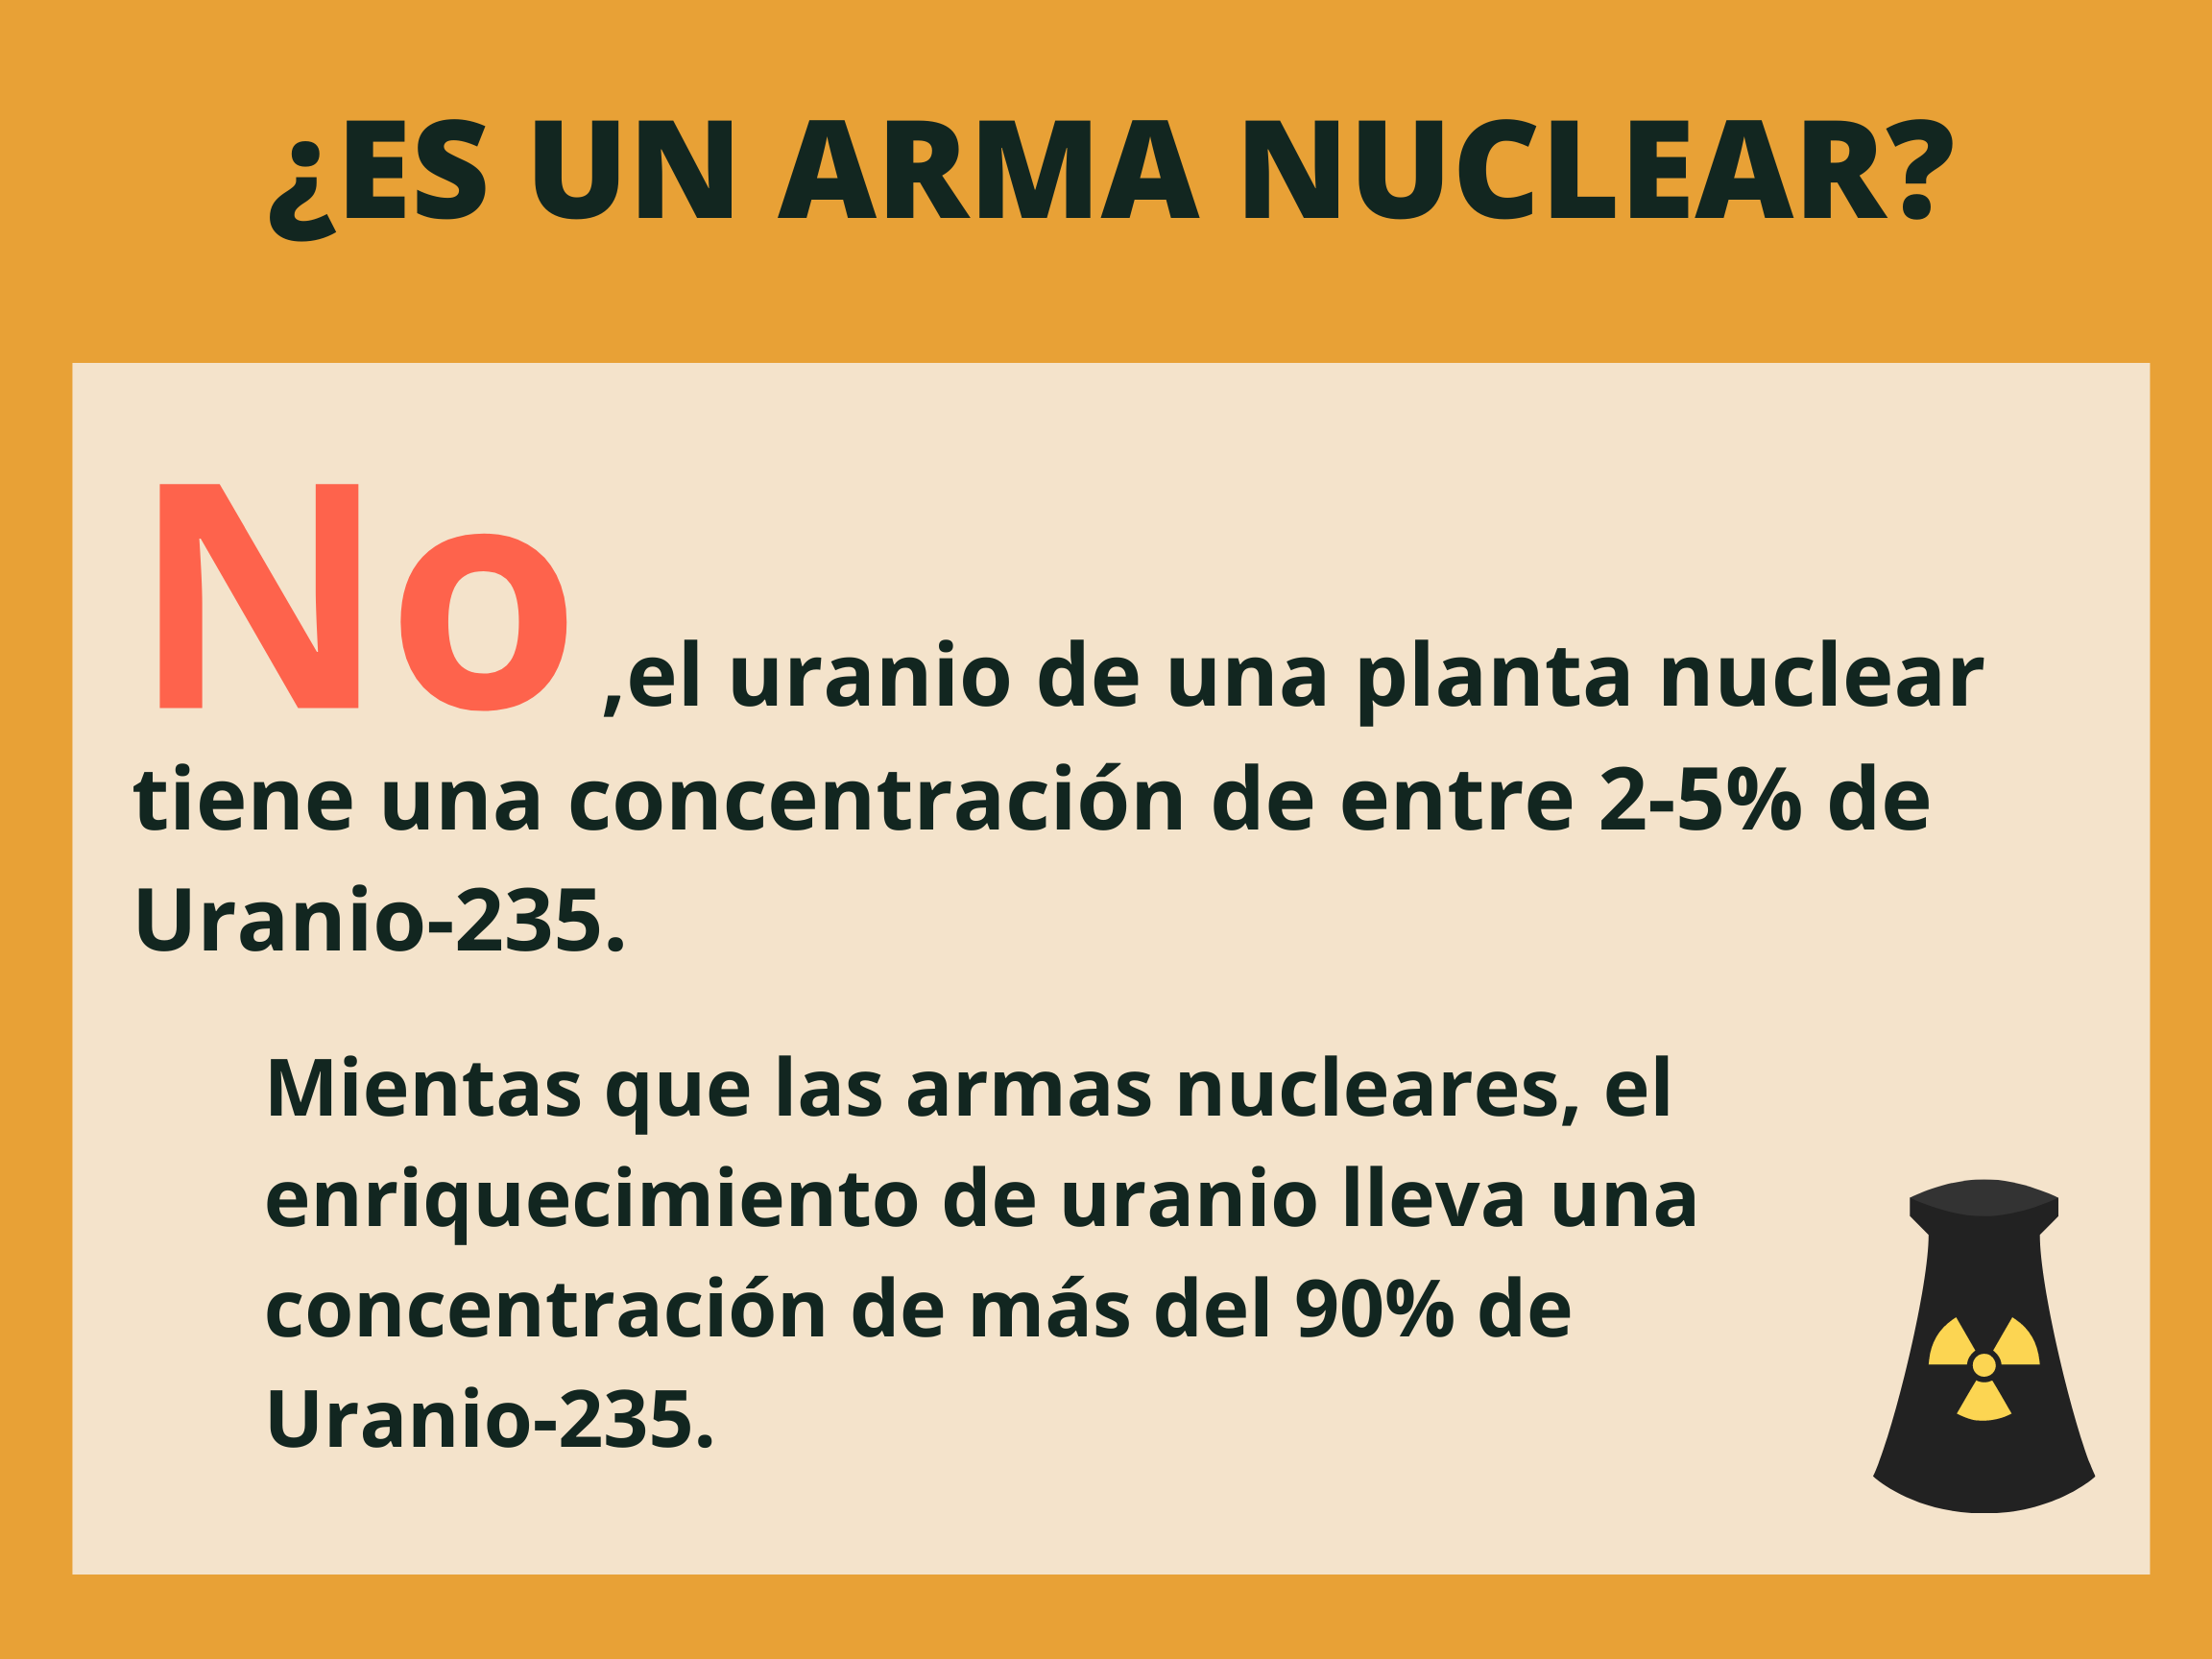 ¿ES UN ARMA NUCLEAR?
No ,el uranio de una planta nuclear
tiene una concentración de entre 2-5% de
Uranio-235.
Mientas que las armas nucleares, el
enriquecimiento de uranio lleva una
concentración de más del 90% de
Uranio-235.